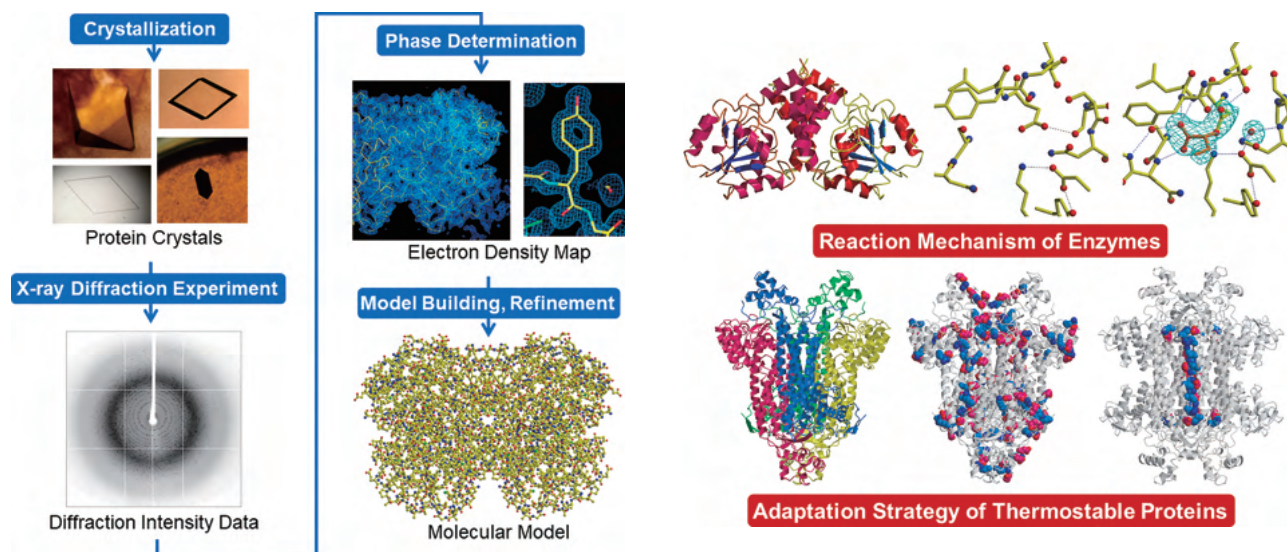 Crystallization
Protein Crystals
X-ray Diffraction Experiment
Diffraction Intensity Data
Phase Determination
Electron Density Map
Model Building, Refinement
Molecular Model
Reaction Mechanism of Enzymes
Adaptation Strategy of Thermostable Proteins